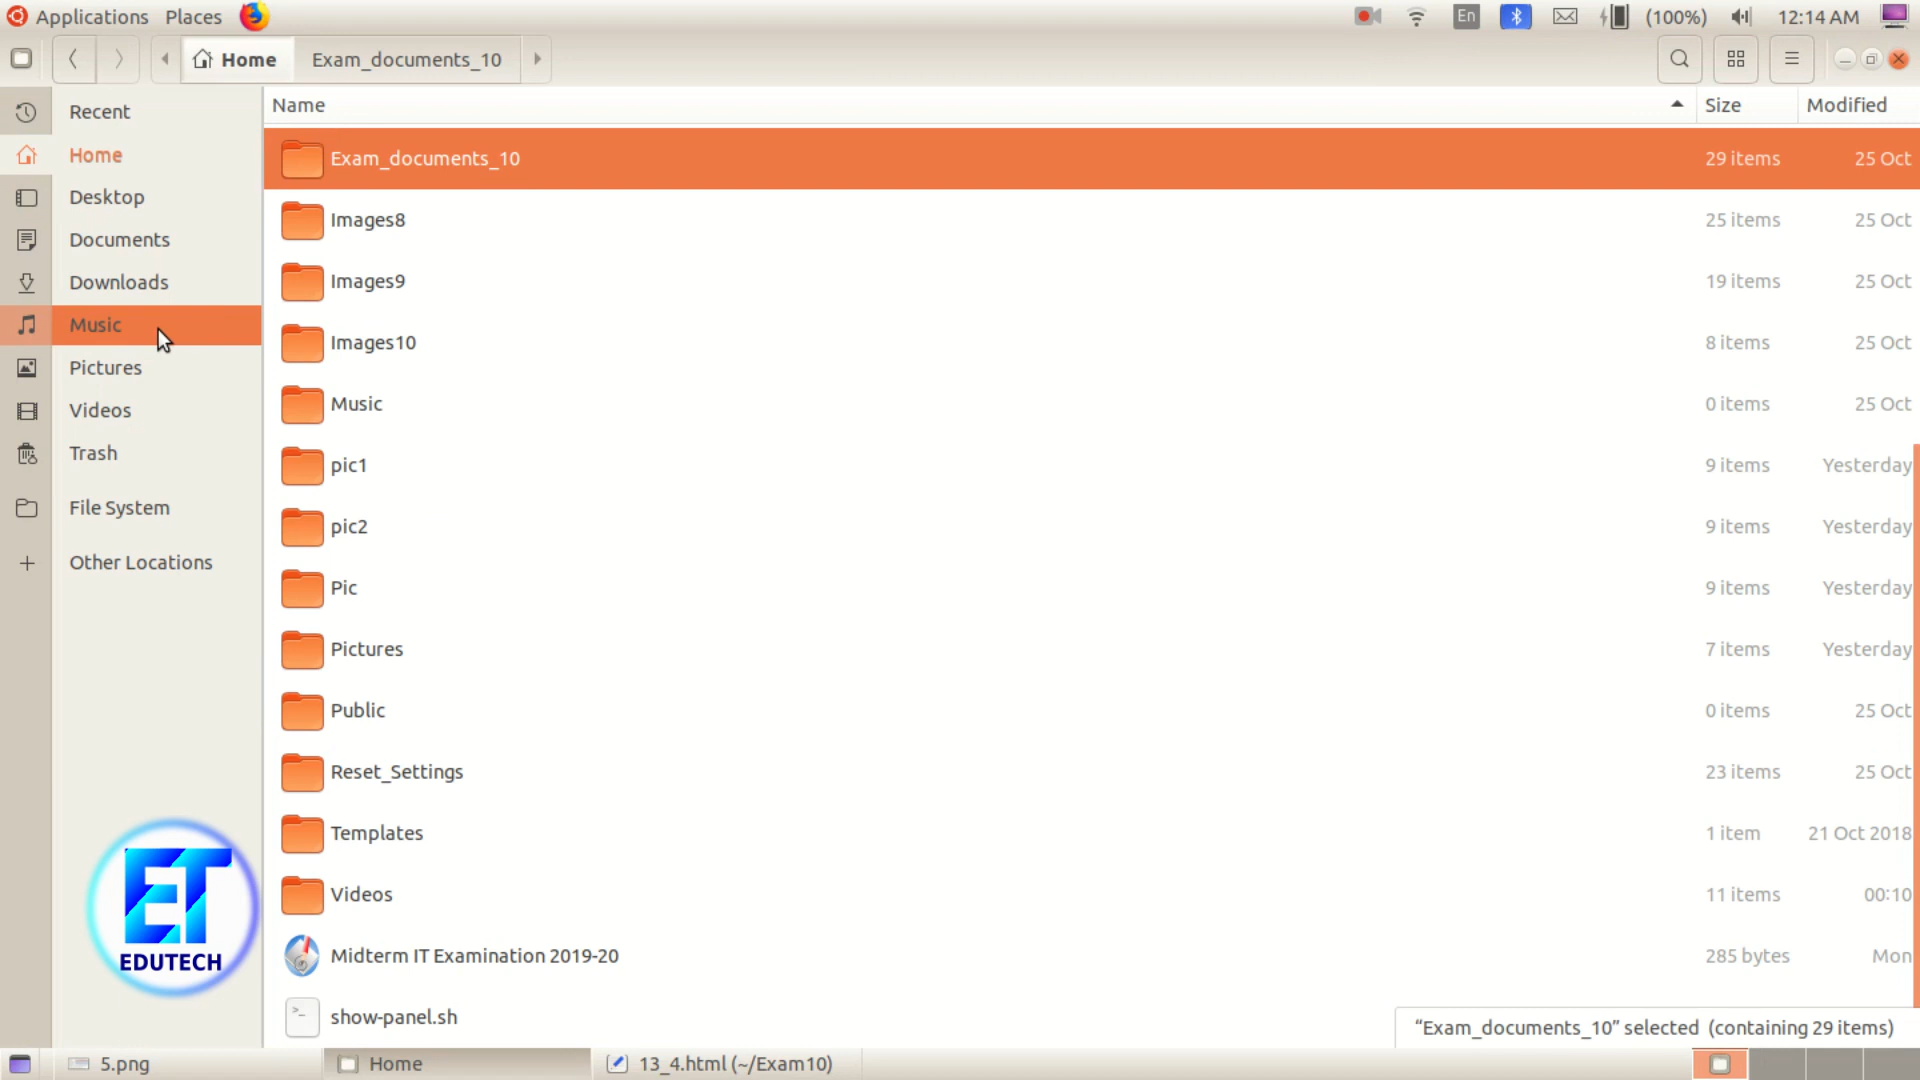 Applications Places En (100%) 12:14 AM
Home Exam_documents_10
Recent
Home
Desktop
Documents
Downloads
Music
Pictures
Videos
Trash
File System
Other Locations
Name Size Modified
Exam_documents_10 29 items 25 Oct
Images8 25 items 25 Oct
Images9 19 items 25 Oct
Images10 8 items 25 Oct
Music 0 items 25 Oct
pic1 9 items Yesterday
pic2 9 items Yesterday
Pic 9 items Yesterday
Pictures 7 items Yesterday
Public 0 items 25 Oct
Reset_Settings 23 items 25 Oct
Templates 1 item 21 Oct 2018
Videos 11 items 00:10
Midterm IT Examination 2019-20 285 bytes Mon
show-panel.sh
ET
EDUTECH
“Exam_documents_10” selected (containing 29 items)
5.png Home 13_4.html (~/Exam10)